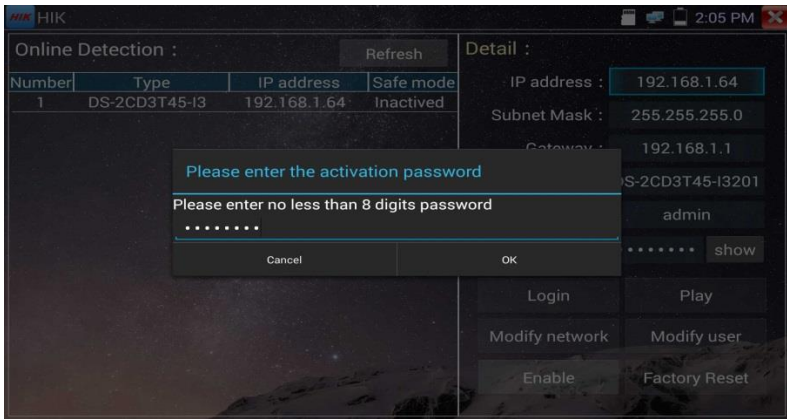 HIK HIK 2:05 PM
Online Detection : Refresh
Number Type IP address Safe mode
1 DS-2CD3T45-I3 192.168.1.64 Inactived
Please enter the activation password
Please enter no less than 8 digits password
••••••••
Cancel OK
Detail :
IP address : 192.168.1.64
Subnet Mask : 255.255.255.0
Gateway : 192.168.1.1
DS-2CD3T45-I3201
admin
••••••• show
Login Play
Modify network Modify user
Enable Factory Reset